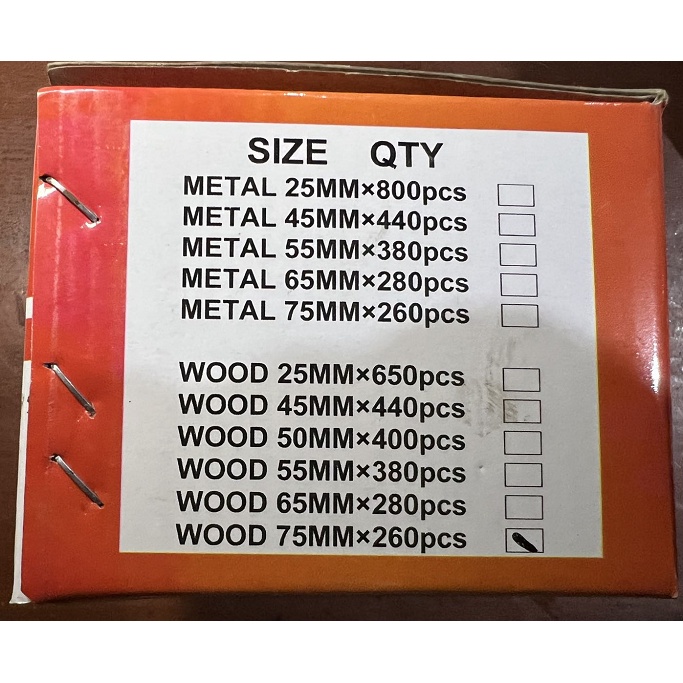 SIZE QTY
METAL 25MM×800pcs
METAL 45MM×440pcs
METAL 55MM×380pcs
METAL 65MM×280pcs
METAL 75MM×260pcs
WOOD 25MM×650pcs
WOOD 45MM×440pcs
WOOD 50MM×400pcs
WOOD 55MM×380pcs
WOOD 65MM×280pcs
WOOD 75MM×260pcs